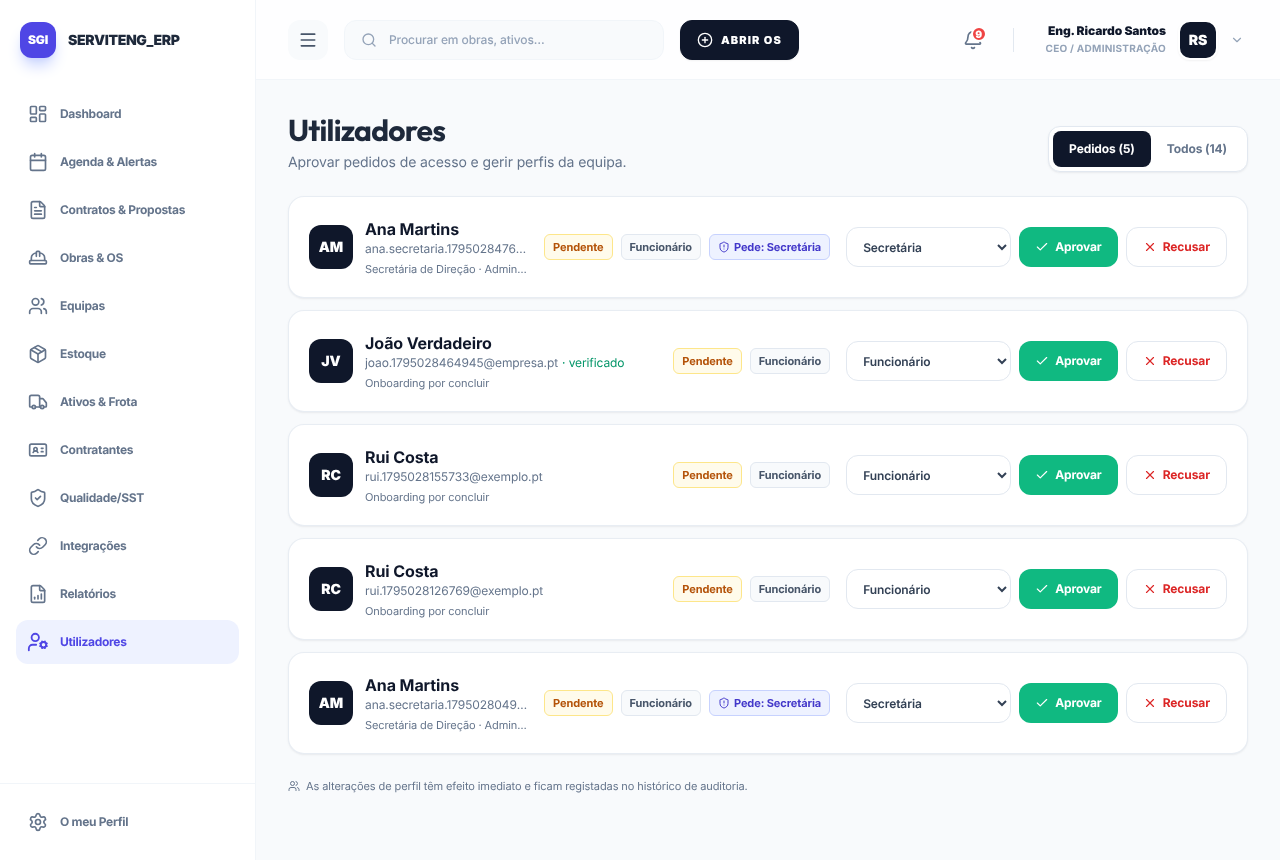 SGI SERVITENG_ERP
Procurar em obras, ativos...
ABRIR OS
9
Eng. Ricardo Santos
CEO / ADMINISTRAÇÃO
RS
Dashboard
Agenda & Alertas
Contratos & Propostas
Obras & OS
Equipas
Estoque
Ativos & Frota
Contratantes
Qualidade/SST
Integrações
Relatórios
Utilizadores
O meu Perfil
Utilizadores
Aprovar pedidos de acesso e gerir perfis da equipa.
Pedidos (5) Todos (14)
AM
Ana Martins
ana.secretaria.1795028476...
Secretária de Direção · Admin...
Pendente Funcionário Pede: Secretária Secretária Aprovar Recusar
JV
João Verdadeiro
joao.1795028464945@empresa.pt · verificado
Onboarding por concluir
Pendente Funcionário Funcionário Aprovar Recusar
RC
Rui Costa
rui.1795028155733@exemplo.pt
Onboarding por concluir
Pendente Funcionário Funcionário Aprovar Recusar
RC
Rui Costa
rui.1795028126769@exemplo.pt
Onboarding por concluir
Pendente Funcionário Funcionário Aprovar Recusar
AM
Ana Martins
ana.secretaria.1795028049...
Secretária de Direção · Admin...
Pendente Funcionário Pede: Secretária Secretária Aprovar Recusar
As alterações de perfil têm efeito imediato e ficam registadas no histórico de auditoria.